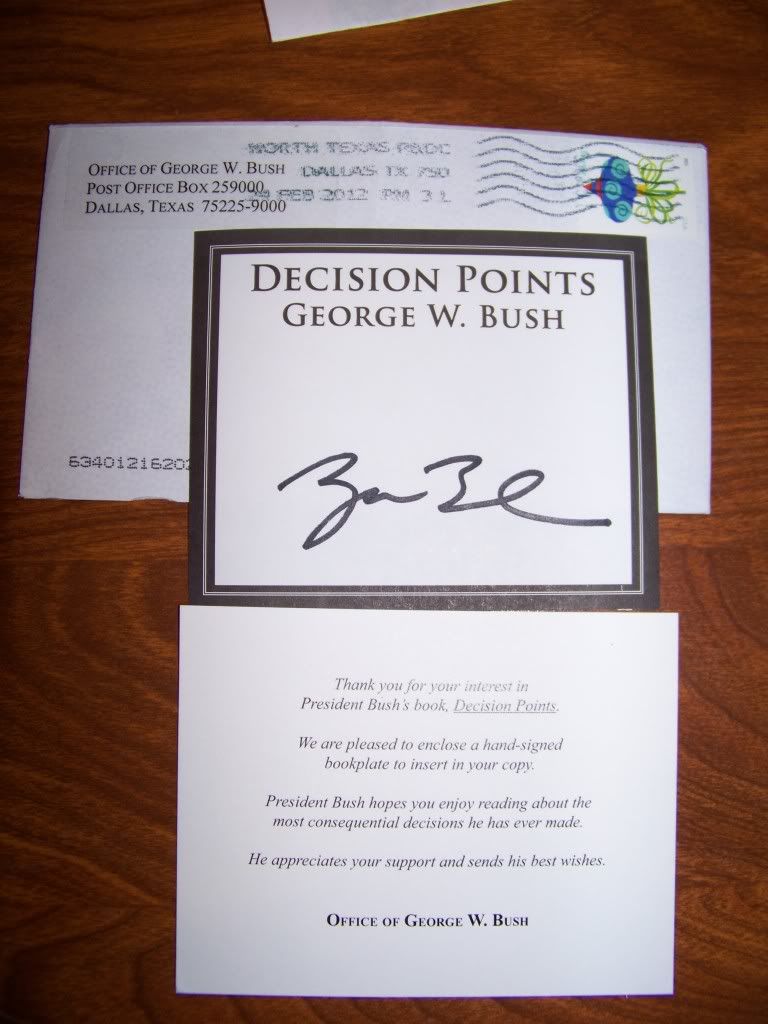 OFFICE OF GEORGE W. BUSH
POST OFFICE BOX 259000
DALLAS, TEXAS 75225-9000
NORTH TEXAS P&DC
DALLAS TX 750
FEB 2012 PM 3 L
DECISION POINTS
GEORGE W. BUSH
63401216202
Thank you for your interest in
President Bush's book, Decision Points.
We are pleased to enclose a hand-signed
bookplate to insert in your copy.
President Bush hopes you enjoy reading about the
most consequential decisions he has ever made.
He appreciates your support and sends his best wishes.
OFFICE OF GEORGE W. BUSH